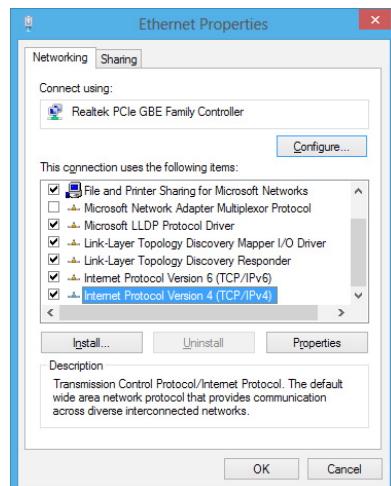 Ethernet Properties
Networking
Sharing
Connect using:
Realtek PCIe GBE Family Controller
Configure...
This connection uses the following items:
File and Printer Sharing for Microsoft Networks
Microsoft Network Adapter Multiplexor Protocol
Microsoft LLDP Protocol Driver
Link-Layer Topology Discovery Mapper I/O Driver
Link-Layer Topology Discovery Responder
Internet Protocol Version 6 (TCP/IPv6)
Internet Protocol Version 4 (TCP/IPv4)
Install...
Uninstall
Properties
Description
Transmission Control Protocol/Internet Protocol. The default
wide area network protocol that provides communication
across diverse interconnected networks.
OK
Cancel